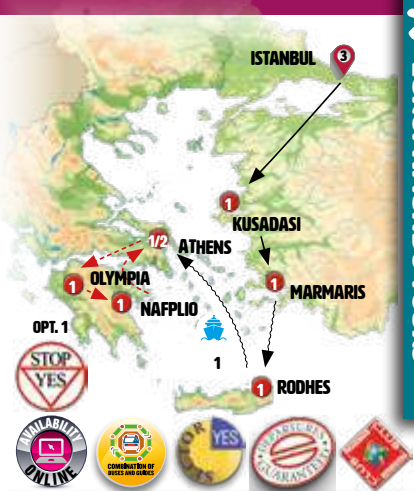 ISTANBUL
3
1
KUSADASI
1/2
ATHENS
1
OLYMPIA
1
NAFPLIO
1
MARMARIS
OPT. 1
1
1
RODHES
STOP
YES
AVAILABILITY
ONLINE
COMBINATION OF
BUSES AND GUIDES
YES
DEPARTURES
GUARANTEED